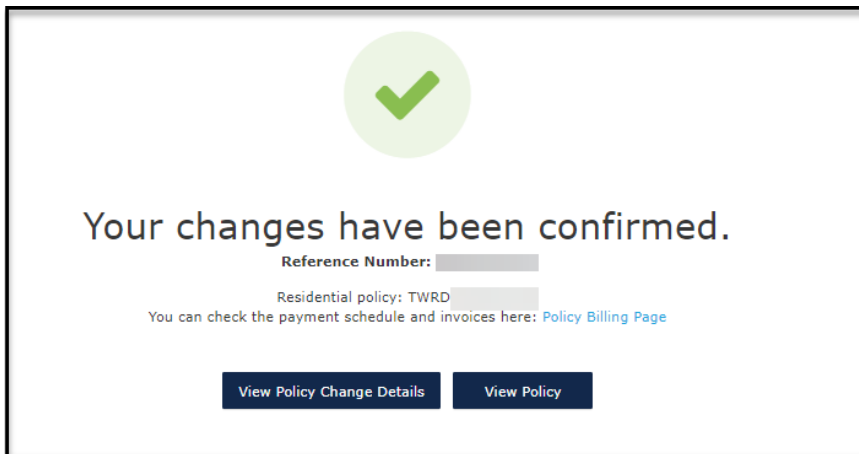 Your changes have been confirmed.
Reference Number:
Residential policy: TWRD
You can check the payment schedule and invoices here: Policy Billing Page
View Policy Change Details
View Policy